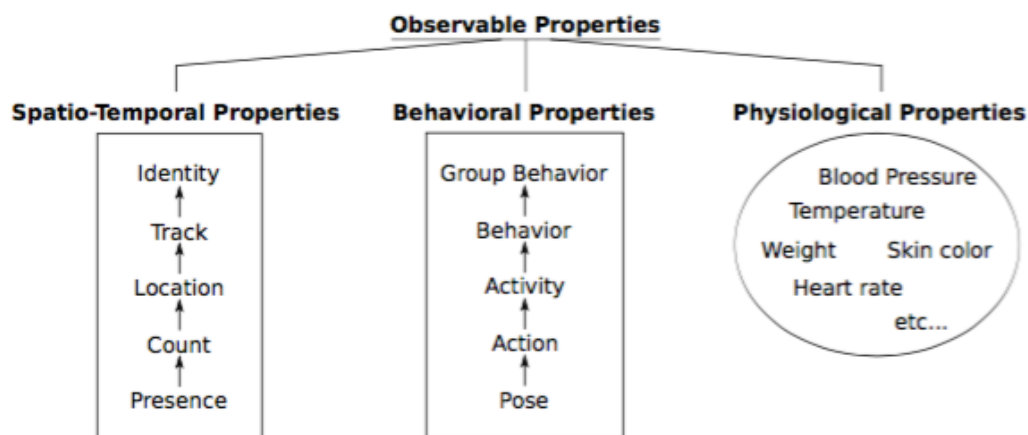 Observable Properties
Spatio-Temporal Properties
Identity
Track
Location
Count
Presence
Behavioral Properties
Group Behavior
Behavior
Activity
Action
Pose
Physiological Properties
Blood Pressure
Temperature
Weight Skin color
Heart rate
etc...